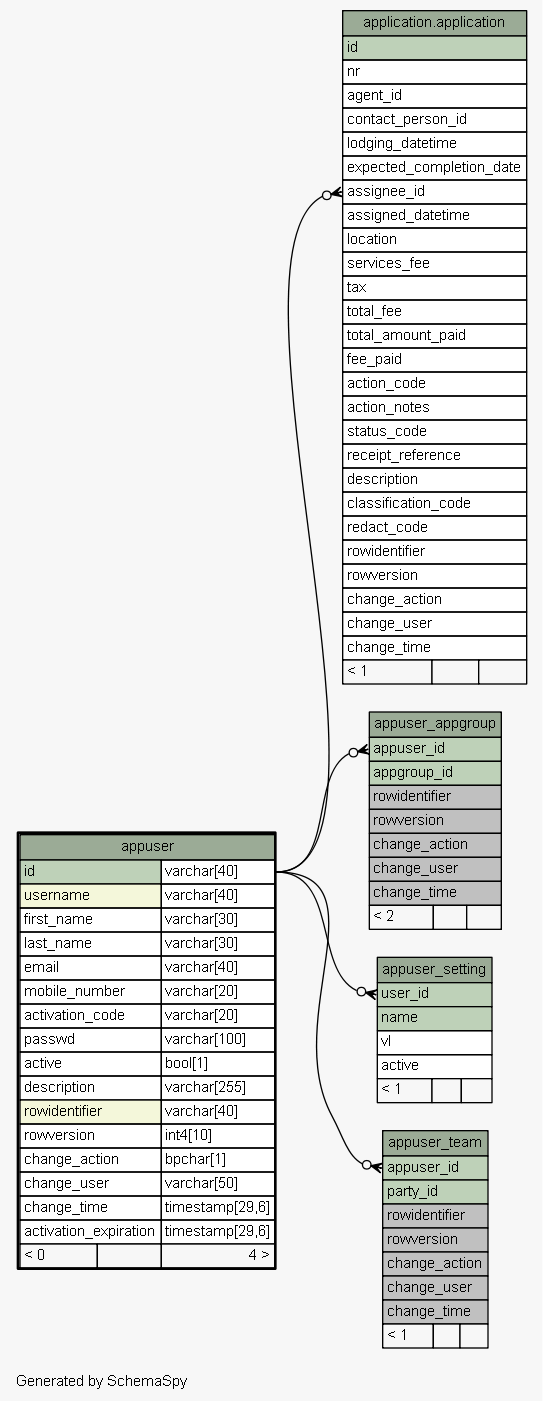 application.application
id
nr
agent_id
contact_person_id
lodging_datetime
expected_completion_date
assignee_id
assigned_datetime
location
services_fee
tax
total_fee
total_amount_paid
fee_paid
action_code
action_notes
status_code
receipt_reference
description
classification_code
redact_code
rowidentifier
rowversion
change_action
change_user
change_time
< 1
appuser_appgroup
appuser_id
appgroup_id
rowidentifier
rowversion
change_action
change_user
change_time
< 2
appuser
id varchar[40]
username varchar[40]
first_name varchar[30]
last_name varchar[30]
email varchar[40]
mobile_number varchar[20]
activation_code varchar[20]
passwd varchar[100]
active bool[1]
description varchar[255]
rowidentifier varchar[40]
rowversion int4[10]
change_action bpchar[1]
change_user varchar[50]
change_time timestamp[29,6]
activation_expiration timestamp[29,6]
< 0 4 >
appuser_setting
user_id
name
vl
active
< 1
appuser_team
appuser_id
party_id
rowidentifier
rowversion
change_action
change_user
change_time
< 1
Generated by SchemaSpy